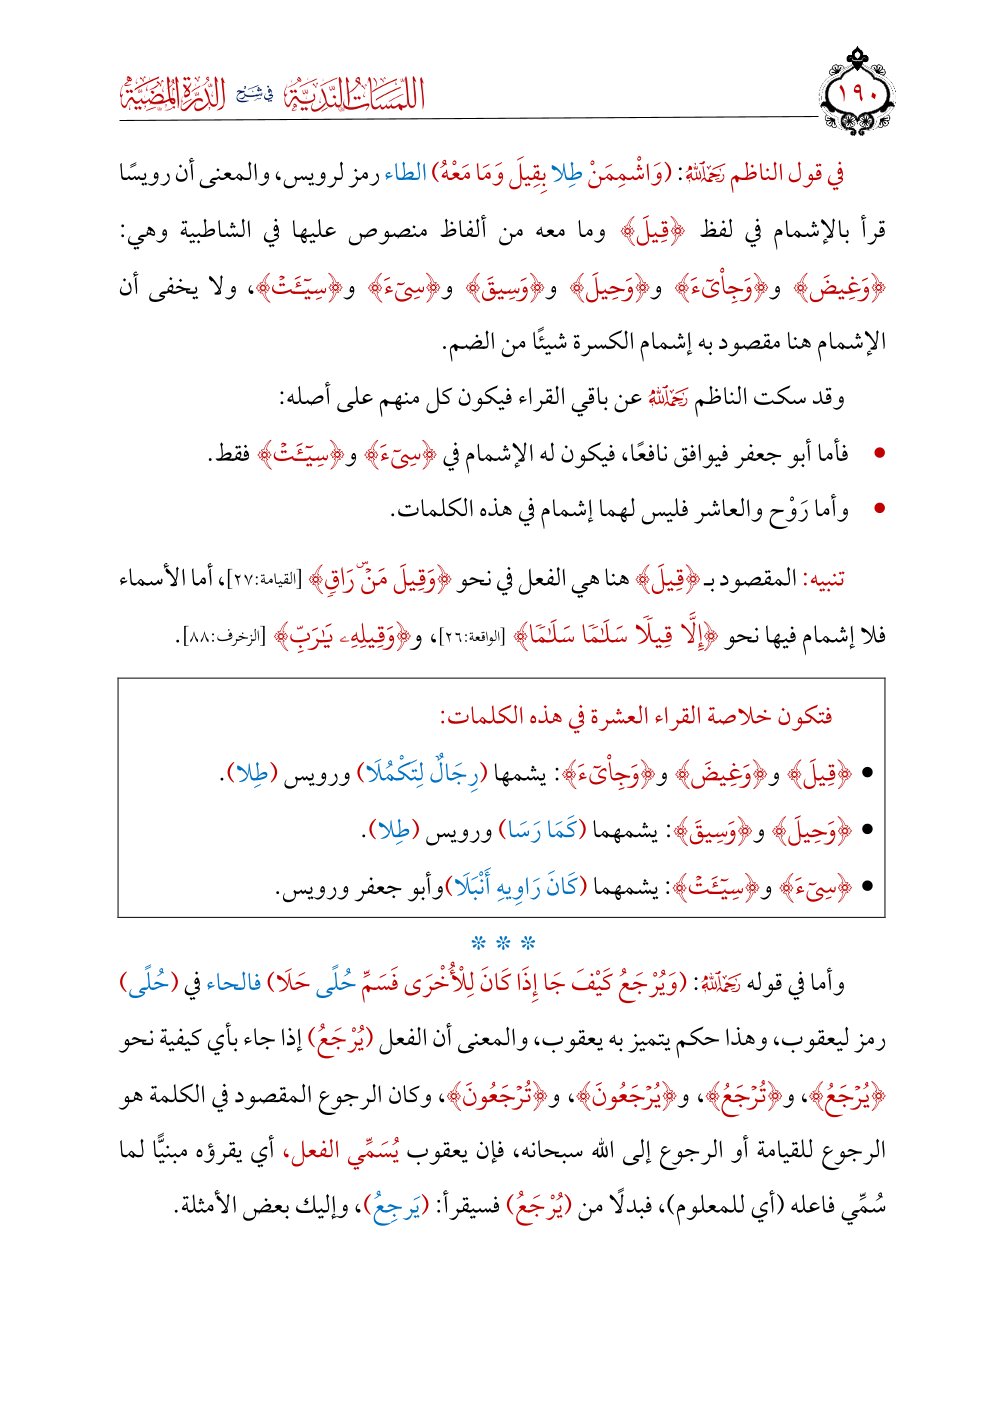 اللمسات الندية في شرح الدرة المضية
١٩٠
في قول الناظم رَحِمَهُ اللَّهُ: (وَاشْمِمَنْ طِلا بِقِيلَ وَمَا مَعْهُ) الطاء رمز لرويس، والمعنى أن رويسًا
قرأ بالإشمام في لفظ ﴿قِيلَ﴾ وما معه من ألفاظ منصوص عليها في الشاطبية وهي:
﴿وَغِيضَ﴾ و﴿وَجِاْىٓءَ﴾ و﴿وَحِيلَ﴾ و﴿وَسِيقَ﴾ و﴿سِىٓءَ﴾ و﴿سِيٓـَٔتۡ﴾، ولا يخفى أن
الإشمام هنا مقصود به إشمام الكسرة شيئًا من الضم.
وقد سكت الناظم رَحِمَهُ اللَّهُ عن باقي القراء فيكون كل منهم على أصله:
• فأما أبو جعفر فيوافق نافعًا، فيكون له الإشمام في ﴿سِىٓءَ﴾ و﴿سِيٓـَٔتۡ﴾ فقط.
• وأما رَوْح والعاشر فليس لهما إشمام في هذه الكلمات.
تنبيه: المقصود بـ ﴿قِيلَ﴾ هنا هي الفعل في نحو ﴿وَقِيلَ مَنۡۜ رَاقٖ﴾ [القيامة:٢٧]، أما الأسماء
فلا إشمام فيها نحو ﴿إِلَّا قِيلٗا سَلَٰمٗا سَلَٰمٗا﴾ [الواقعة:٢٦]، و﴿وَقِيلِهِۦ يَٰرَبِّ﴾ [الزخرف:٨٨].
فتكون خلاصة القراء العشرة في هذه الكلمات:
• ﴿قِيلَ﴾ و﴿وَغِيضَ﴾ و﴿وَجِاْىٓءَ﴾: يشمها (رِجَالٌ لِتَكْمُلَا) ورويس (طِلا).
• ﴿وَحِيلَ﴾ و﴿وَسِيقَ﴾: يشمهما (كَمَا رَسَا) ورويس (طِلا).
• ﴿سِىٓءَ﴾ و﴿سِيٓـَٔتۡ﴾: يشمهما (كَانَ رَاوِيهِ أَنْبَلَا)وأبو جعفر ورويس.
* * *
وأما في قوله رَحِمَهُ اللَّهُ: (وَيُرْجَعُ كَيْفَ جَا إِذَا كَانَ لِلْأُخْرَى فَسَمِّ حُلًى حَلَا) فالحاء في (حُلًى)
رمز ليعقوب، وهذا حكم يتميز به يعقوب، والمعنى أن الفعل (يُرْجَعُ) إذا جاء بأي كيفية نحو
﴿يُرۡجَعُ﴾، و﴿تُرۡجَعُ﴾، و﴿يُرۡجَعُونَ﴾، و﴿تُرۡجَعُونَ﴾، وكان الرجوع المقصود في الكلمة هو
الرجوع للقيامة أو الرجوع إلى الله سبحانه، فإن يعقوب يُسَمِّي الفعل، أي يقرؤه مبنيًّا لما
سُمِّي فاعله (أي للمعلوم)، فبدلًا من (يُرْجَعُ) فسيقرأ: (يَرجِعُ)، وإليك بعض الأمثلة.